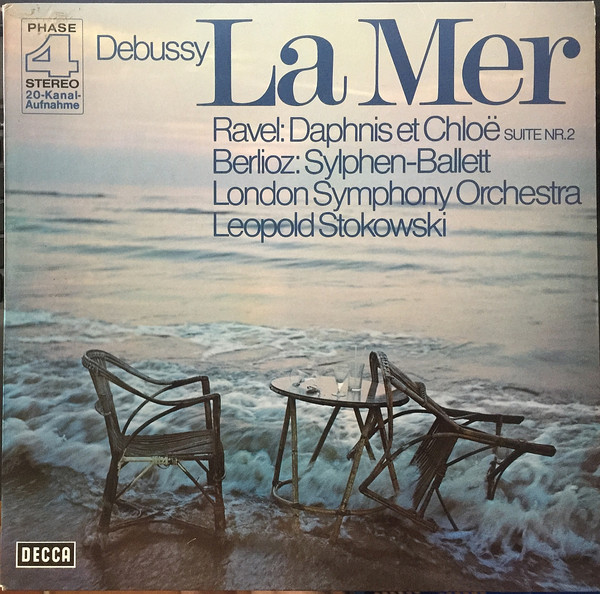 PHASE
4
STEREO
20-Kanal-
Aufnahme
Debussy La Mer
Ravel: Daphnis et Chloë SUITE NR.2
Berlioz: Sylphen-Ballett
London Symphony Orchestra
Leopold Stokowski
DECCA